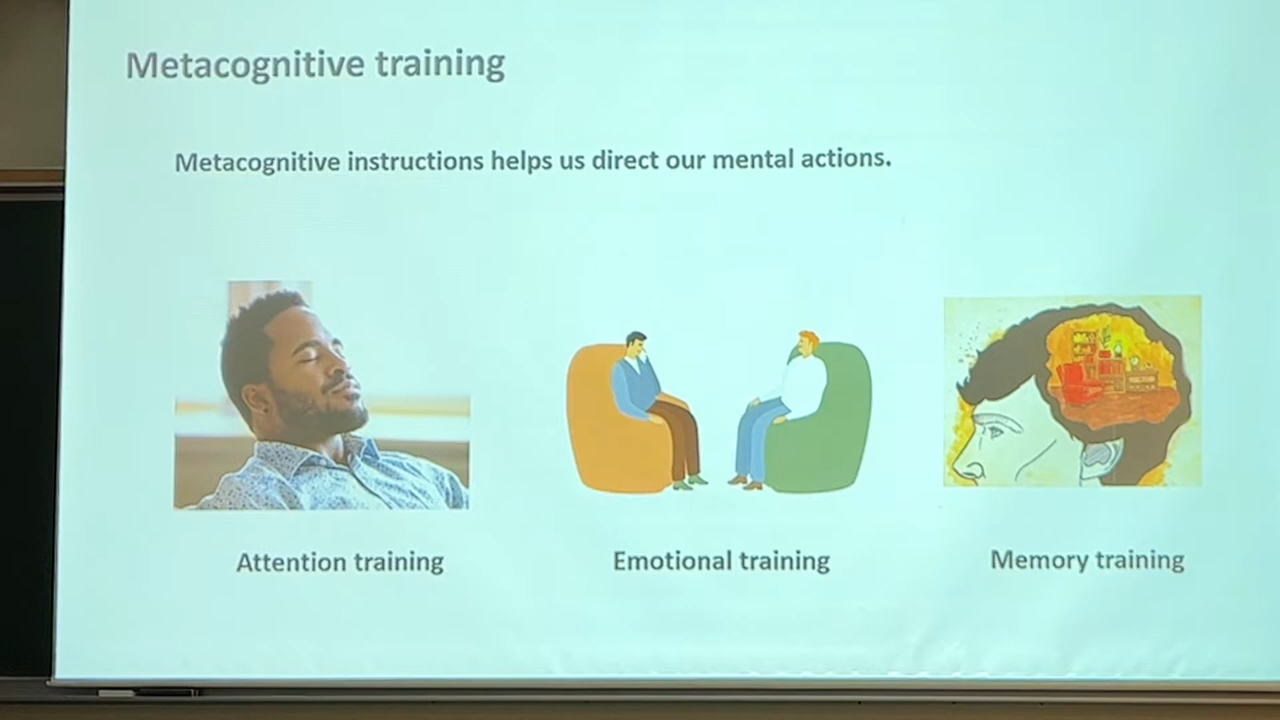 Metacognitive training
Metacognitive instructions helps us direct our mental actions.
Attention training
Emotional training
Memory training